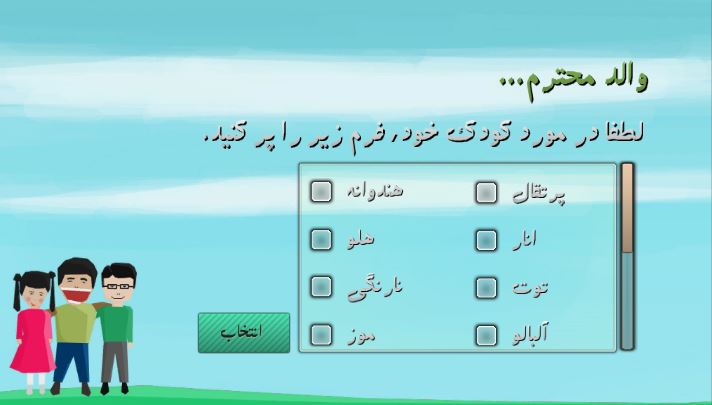 والد محترم...
لطفا در مورد کودک خود، فرم زیر را پر کنید.
پرتقال هندوانه
انار هلو
توت نارنگی
آلبالو موز
انتخاب